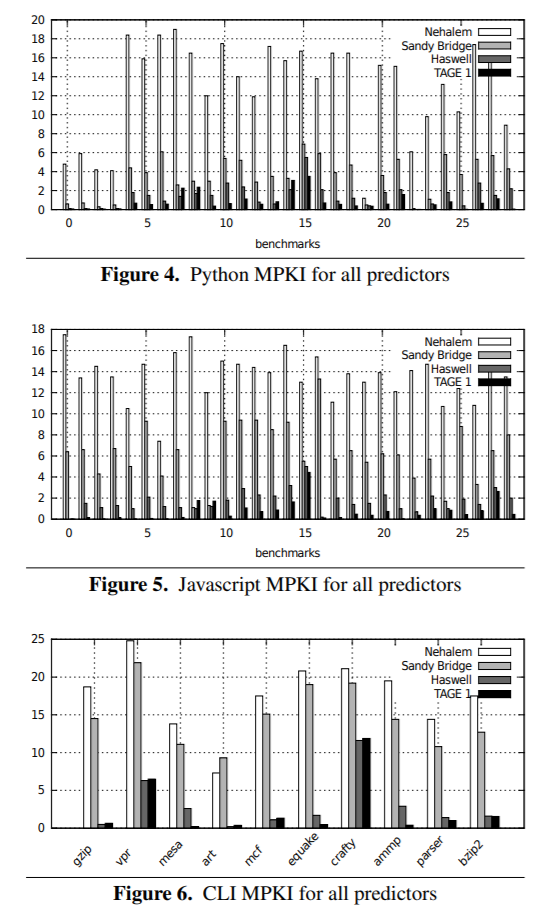 20
18
16
14
12
10
8
6
4
2
0
Nehalem
Sandy Bridge
Haswell
TAGE 1
0 5 10 15 20 25
benchmarks
Figure 4. Python MPKI for all predictors
18
16
14
12
10
8
6
4
2
0
Nehalem
Sandy Bridge
Haswell
TAGE 1
0 5 10 15 20 25
benchmarks
Figure 5. Javascript MPKI for all predictors
25
20
15
10
5
0
Nehalem
Sandy Bridge
Haswell
TAGE 1
gzip vpr mesa art mcf equake crafty ammp parser bzip2
Figure 6. CLI MPKI for all predictors